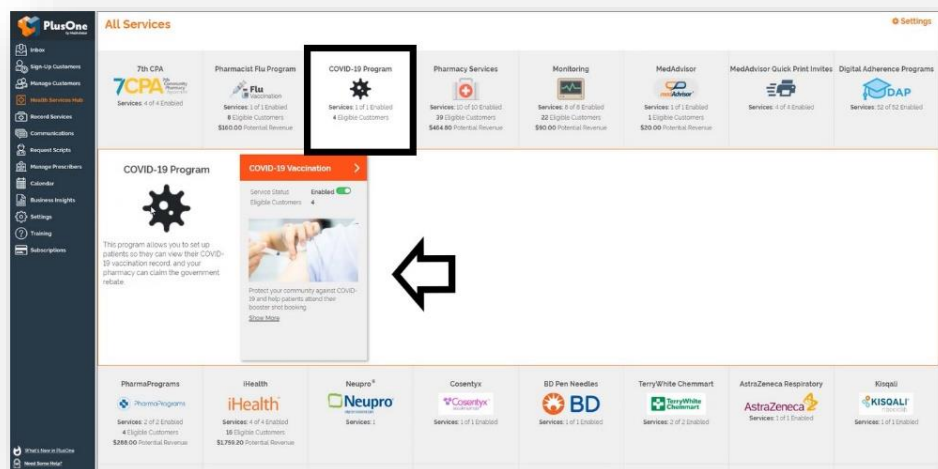 PlusOne
All Services
Settings
Inbox
Sign-Up Customers
Manage Customers
Health Services Hub
Record Services
Communications
Request Scripts
Manage Prescribers
Calendar
Business Insights
Settings
Training
Subscriptions
What's New in PlusOne
Need Some Help?
7th CPA
7CPA
Services: 4 of 4 Enabled
Pharmacist Flu Program
Flu
Vaccination
Services: 1 of 1 Enabled
8 Eligible Customers
$160.00 Potential Revenue
COVID-19 Program
Services: 1 of 1 Enabled
4 Eligible Customers
Pharmacy Services
Services: 10 of 10 Enabled
39 Eligible Customers
$464.80 Potential Revenue
Monitoring
Services: 6 of 6 Enabled
22 Eligible Customers
$90.00 Potential Revenue
MedAdvisor
MedAdvisor
Services: 1 of 1 Enabled
1 Eligible Customers
$20.00 Potential Revenue
MedAdvisor Quick Print Invites
Services: 4 of 4 Enabled
Digital Adherence Programs
DAP
Services: 52 of 52 Enabled
COVID-19 Program
This program allows you to set up
patients so they can view their COVID-
19 vaccination record, and your
pharmacy can claim the government
rebate.
COVID-19 Vaccination
Service Status Enabled
Eligible Customers 4
Protect your community against COVID-
19 and help patients attend their
booster shot booking.
Show More
PharmaPrograms
PharmaPrograms
Services: 2 of 2 Enabled
4 Eligible Customers
$288.00 Potential Revenue
iHealth
iHealth
Services: 4 of 4 Enabled
16 Eligible Customers
$1,759.20 Potential Revenue
Neupro®
Neupro
Services: 1
Cosentyx
Cosentyx
Services: 1 of 1 Enabled
BD Pen Needles
BD
Services: 1 of 1 Enabled
TerryWhite Chemmart
TerryWhite
Chemmart
Services: 2 of 2 Enabled
AstraZeneca Respiratory
AstraZeneca
Services: 1 of 1 Enabled
Kisqali
KISQALI
Services: 1 of 1 Enabled